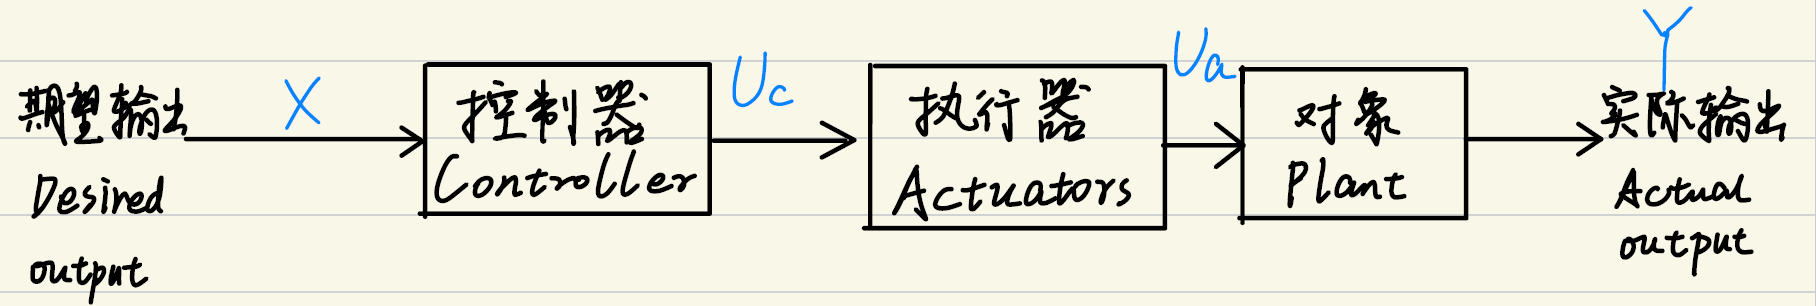 期望输出
Desired
output
X
控制器
Controller
Uc
执行器
Actuators
Ua
对象
Plant
Y
实际输出
Actual
output